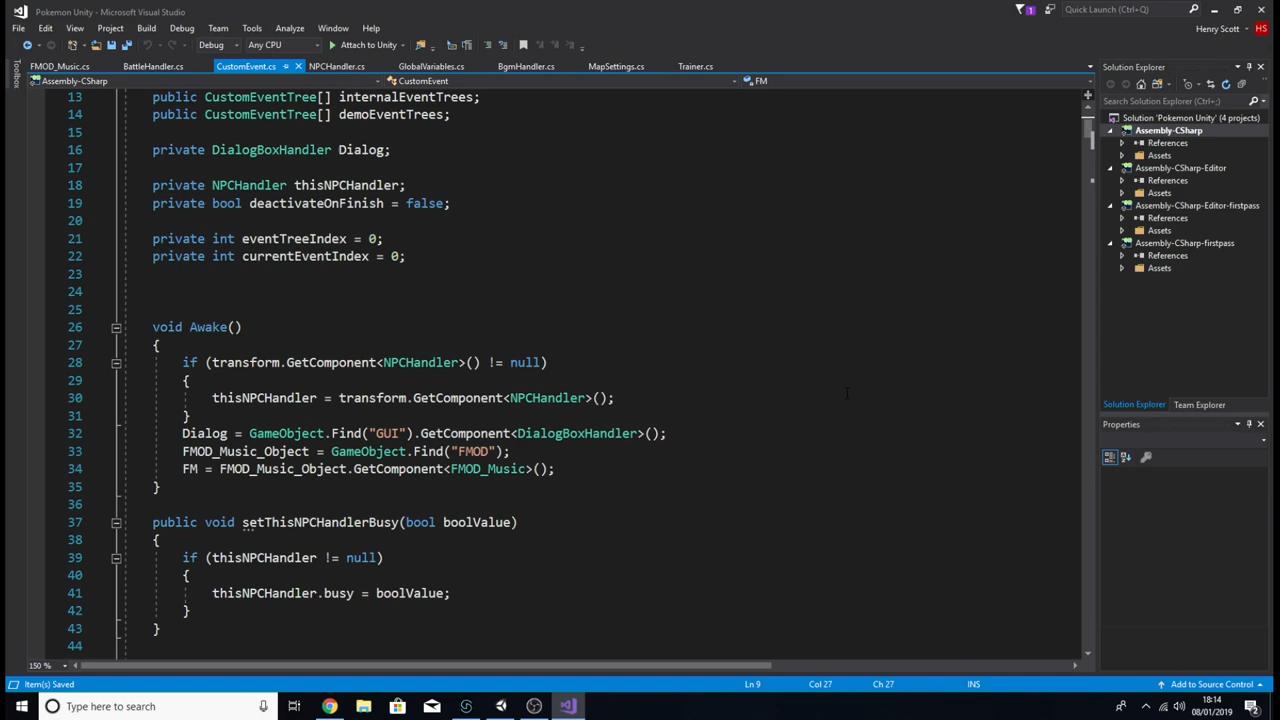 Pokemon Unity - Microsoft Visual Studio
1
Quick Launch (Ctrl+;)
File Edit View Project Build Debug Team Tools Analyze Window Help
Henry Scott HS
Debug Any CPU Attach to Unity
FMOD_Music.cs BattleHandler.cs CustomEvent.cs NPCHandler.cs GlobalVariables.cs BgmHandler.cs MapSettings.cs Trainer.cs
Toolbox
Assembly-CSharp CustomEvent FM
13 public CustomEventTree[] internalEventTrees;
14 public CustomEventTree[] demoEventTrees;
15
16 private DialogBoxHandler Dialog;
17
18 private NPCHandler thisNPCHandler;
19 private bool deactivateOnFinish = false;
20
21 private int eventTreeIndex = 0;
22 private int currentEventIndex = 0;
23
24
25
26 void Awake()
27 {
28 if (transform.GetComponent<NPCHandler>() != null)
29 {
30 thisNPCHandler = transform.GetComponent<NPCHandler>();
31 }
32 Dialog = GameObject.Find("GUI").GetComponent<DialogBoxHandler>();
33 FMOD_Music_Object = GameObject.Find("FMOD");
34 FM = FMOD_Music_Object.GetComponent<FMOD_Music>();
35 }
36
37 public void setThisNPCHandlerBusy(bool boolValue)
38 {
39 if (thisNPCHandler != null)
40 {
41 thisNPCHandler.busy = boolValue;
42 }
43 }
44
150 %
Solution Explorer
Search Solution Explorer (Ctrl+;)
Solution 'Pokemon Unity' (4 projects)
Assembly-CSharp
References
Assets
Assembly-CSharp-Editor
References
Assets
Assembly-CSharp-Editor-firstpass
References
Assets
Assembly-CSharp-firstpass
References
Assets
Solution Explorer Team Explorer
Properties
Item(s) Saved Ln 9 Col 27 Ch 27 INS Add to Source Control
Type here to search
18:14
08/01/2019
2